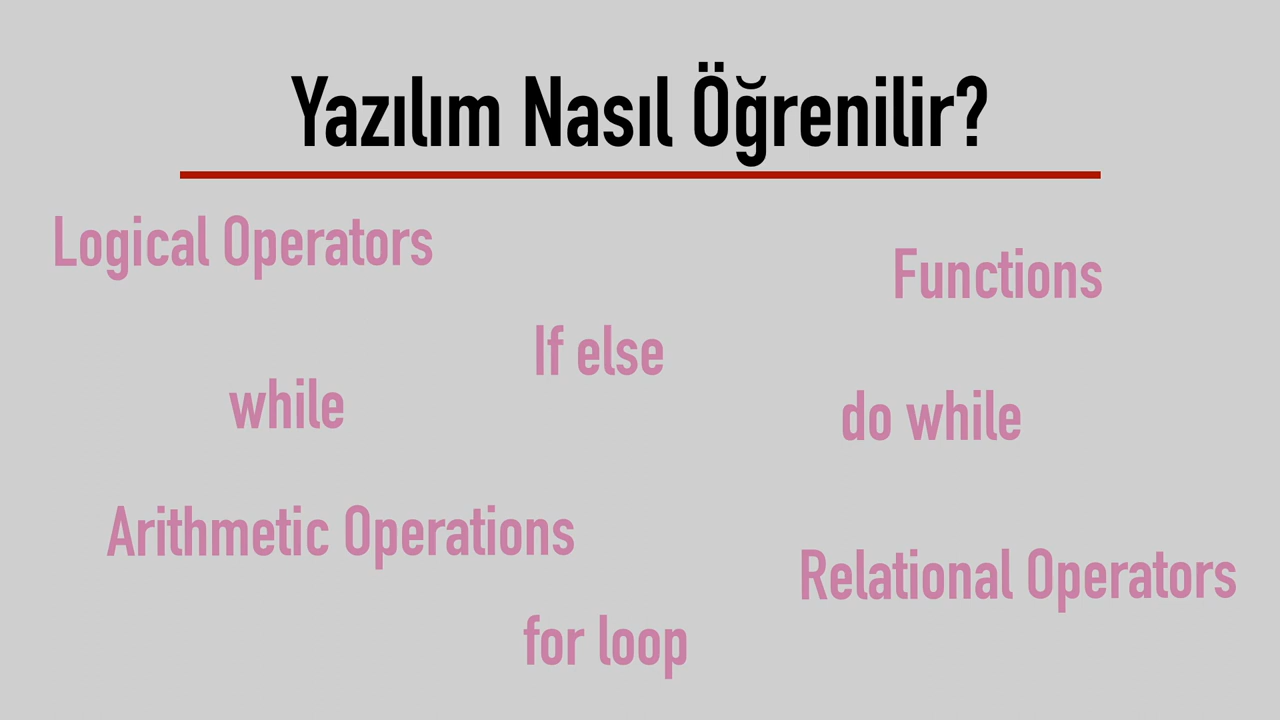 Yazılım Nasıl Öğrenilir?
Logical Operators
Functions
If else
while
do while
Arithmetic Operations
Relational Operators
for loop